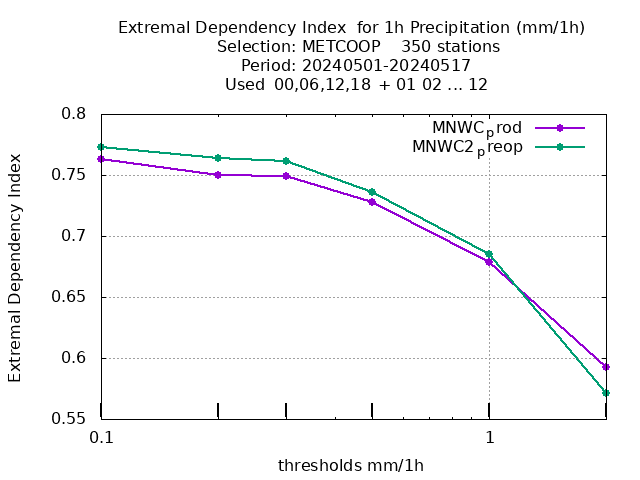 Extremal Dependency Index for 1h Precipitation (mm/1h)
Selection: METCOOP 350 stations
Period: 20240501-20240517
Used 00,06,12,18 + 01 02 ... 12
MNWCprod
MNWC2preop
0.8
0.75
0.7
0.65
0.6
0.55
Extremal Dependency Index
0.1
1
thresholds mm/1h